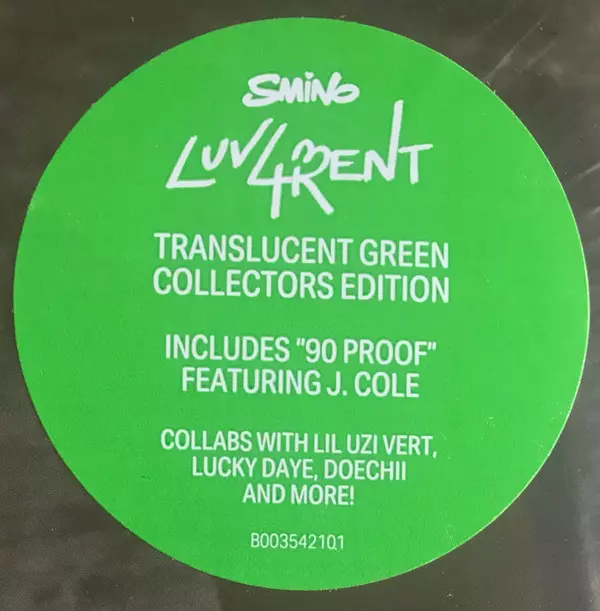 SMiNO
LUV4RENT
TRANSLUCENT GREEN
COLLECTORS EDITION
INCLUDES "90 PROOF"
FEATURING J. COLE
COLLABS WITH LIL UZI VERT,
LUCKY DAYE, DOECHII
AND MORE!
B003542101